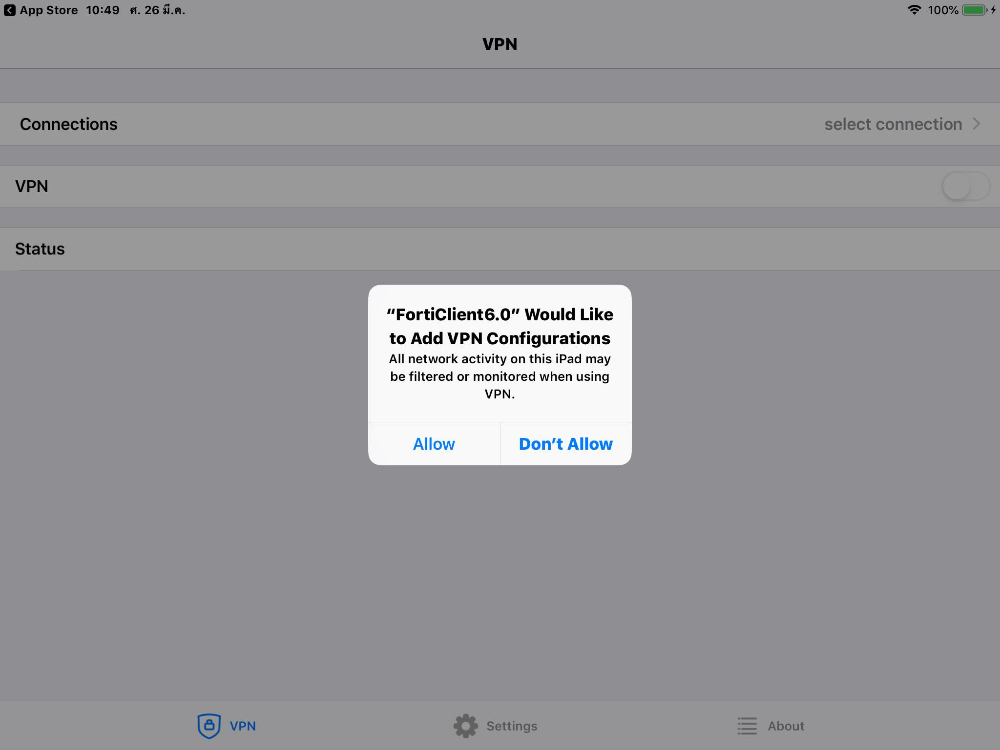 App Store 10:49 ศ. 26 มี.ค. 100%
VPN
Connections select connection
VPN
Status
“FortiClient6.0” Would Like
to Add VPN Configurations
All network activity on this iPad may
be filtered or monitored when using
VPN.
Allow Don’t Allow
VPN Settings About